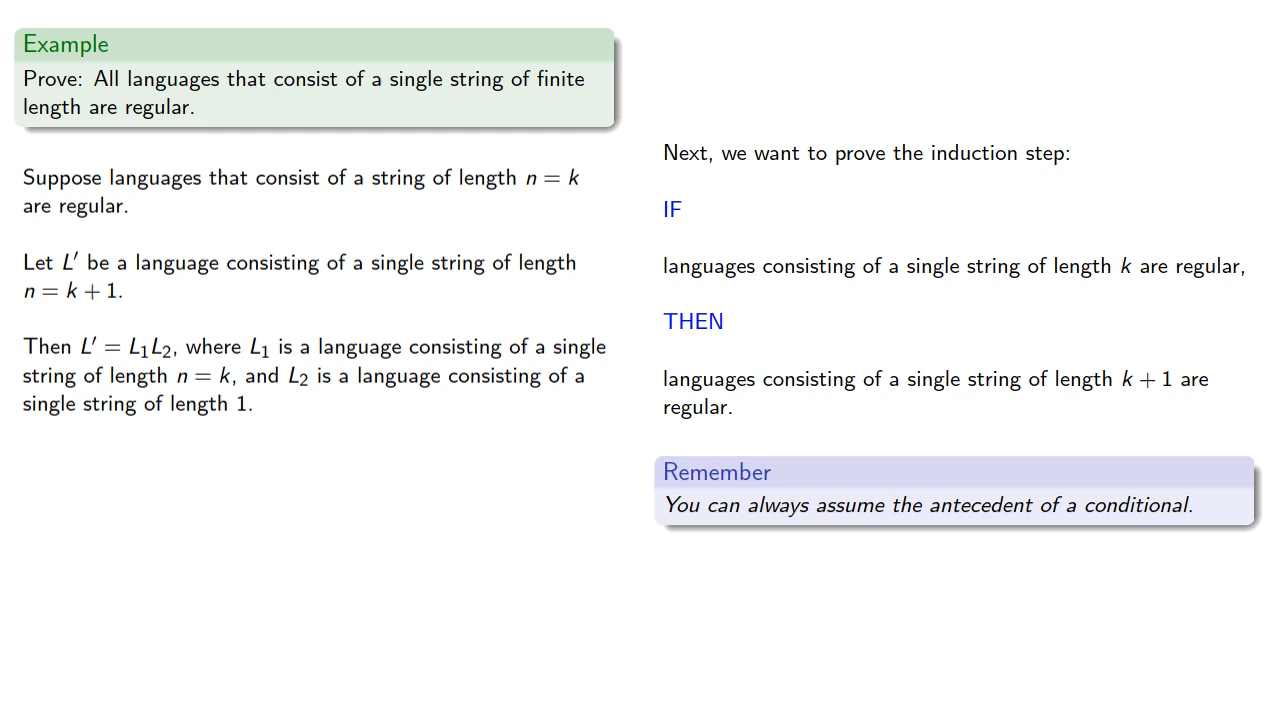 Example
Prove: All languages that consist of a single string of finite
length are regular.
Suppose languages that consist of a string of length n = k
are regular.
Let L′ be a language consisting of a single string of length
n = k + 1.
Then L′ = L₁L₂, where L₁ is a language consisting of a single
string of length n = k, and L₂ is a language consisting of a
single string of length 1.
Next, we want to prove the induction step:
IF
languages consisting of a single string of length k are regular,
THEN
languages consisting of a single string of length k + 1 are
regular.
Remember
You can always assume the antecedent of a conditional.